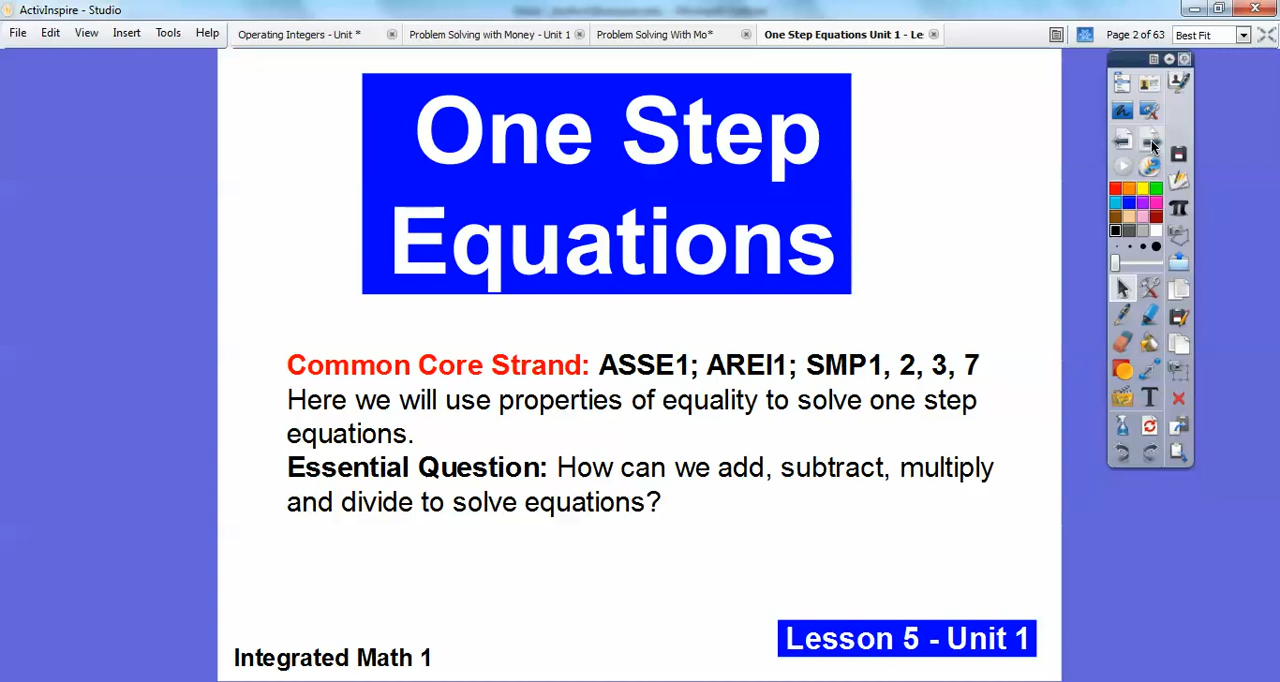 ActivInspire - Studio
File Edit View Insert Tools Help
Operating Integers - Unit * Problem Solving with Money - Unit 1 Problem Solving With Mo* One Step Equations Unit 1 - Le Page 2 of 63 Best Fit
One Step
Equations
Common Core Strand: ASSE1; AREI1; SMP1, 2, 3, 7
Here we will use properties of equality to solve one step
equations.
Essential Question: How can we add, subtract, multiply
and divide to solve equations?
Lesson 5 - Unit 1
Integrated Math 1